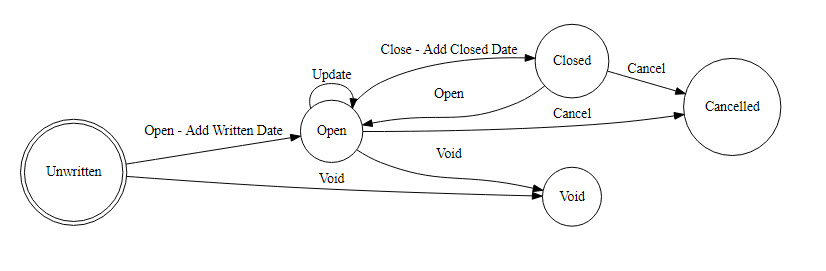 Close - Add Closed Date
Closed
Cancel
Update
Open
Cancelled
Cancel
Open - Add Written Date
Open
Void
Unwritten
Void
Void